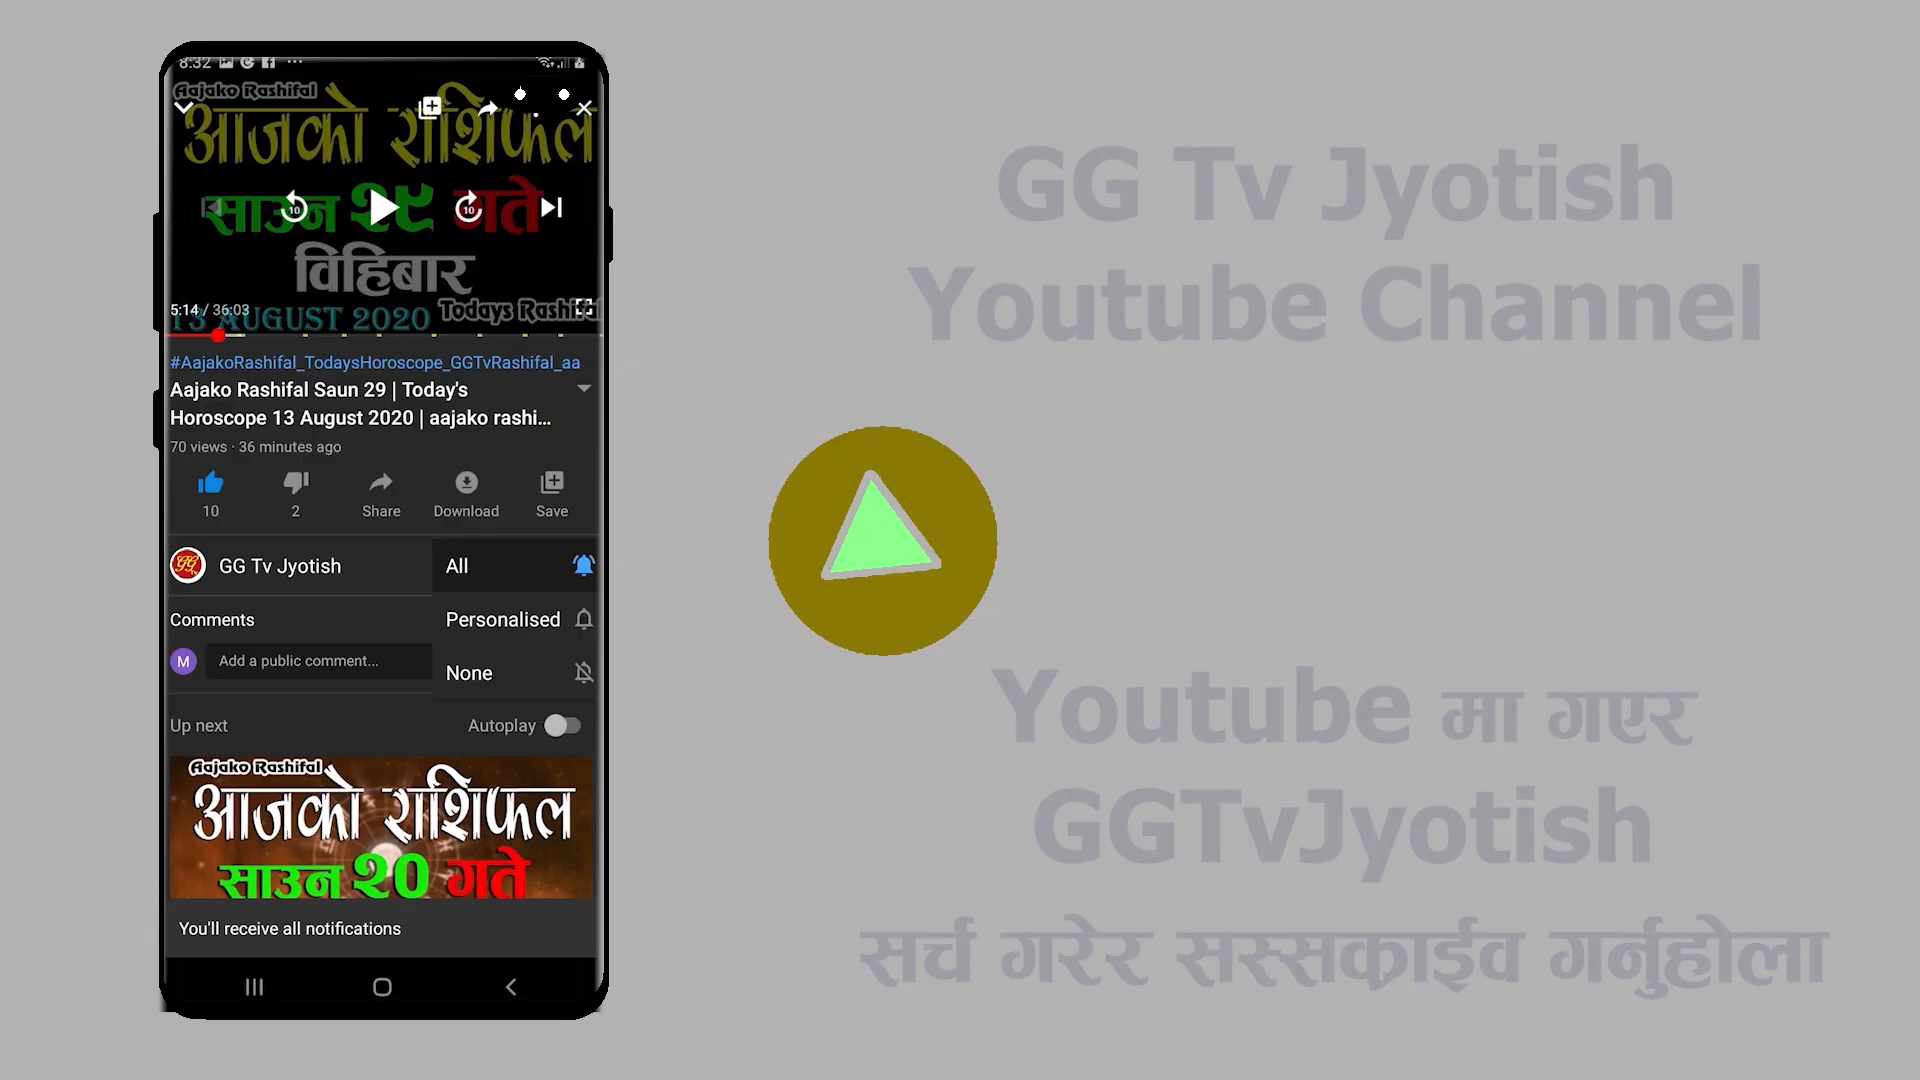 8:32
Aajako Rashifal
आजको राशिफल
साउन २९ गते
विहिबार
5:14 / 36:03
13 AUGUST 2020
Todays Rashifal
#AajakoRashifal_TodaysHoroscope_GGTvRashifal_aa
Aajako Rashifal Saun 29 | Today's
Horoscope 13 August 2020 | aajako rashi...
70 views · 36 minutes ago
10
2
Share
Download
Save
GG Tv Jyotish
All
Comments
Personalised
M
Add a public comment...
None
Up next
Autoplay
Aajako Rashifal
आजको राशिफल
साउन २० गते
You'll receive all notifications
GG Tv Jyotish
Youtube Channel
Youtube मा गएर
GGTvJyotish
सर्च गरेर सस्सक्राईव गर्नुहोला